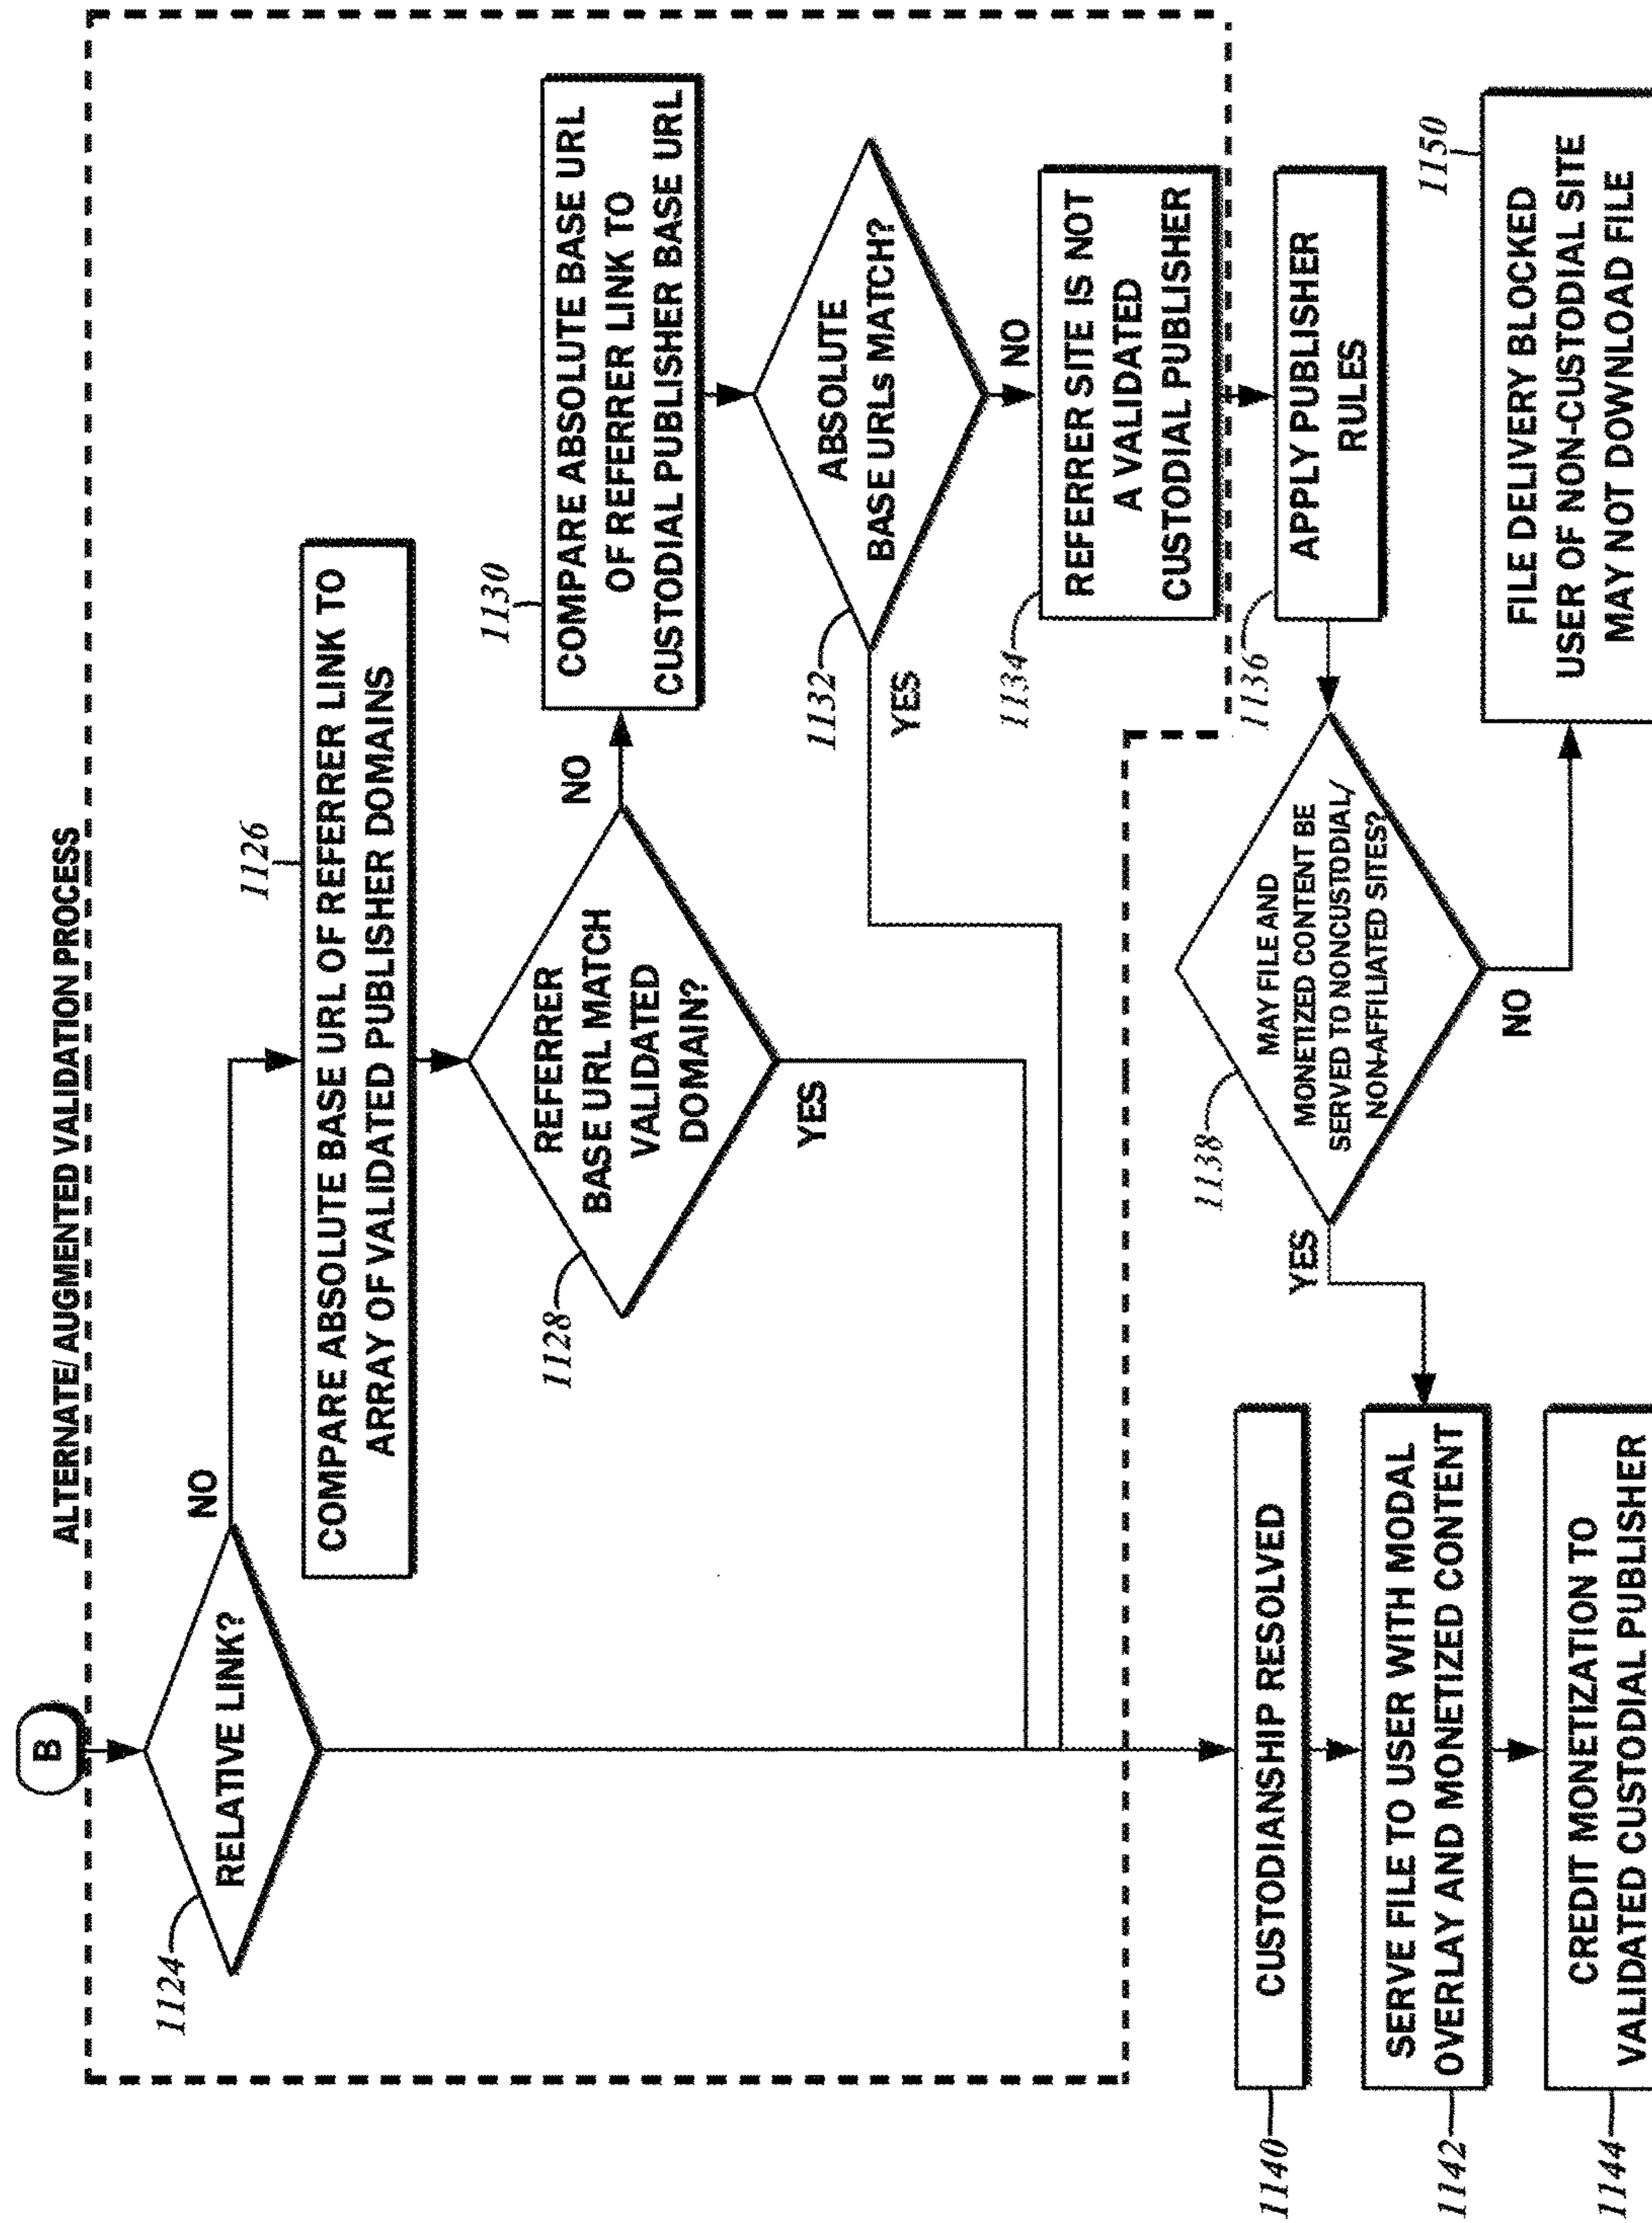 ALTERNATE/ AUGMENTED VALIDATION PROCESS
B
1124
RELATIVE LINK?
NO
1126
COMPARE ABSOLUTE BASE URL OF REFERRER LINK TO
ARRAY OF VALIDATED PUBLISHER DOMAINS
1128
REFERRER
BASE URL MATCH
VALIDATED
DOMAIN?
NO
YES
1130
COMPARE ABSOLUTE BASE URL
OF REFERRER LINK TO
CUSTODIAL PUBLISHER BASE URL
1132
ABSOLUTE
BASE URLs MATCH?
YES
NO
1134
REFERRER SITE IS NOT
A VALIDATED
CUSTODIAL PUBLISHER
1136
APPLY PUBLISHER
RULES
1138
MAY FILE AND
MONETIZED CONTENT BE
SERVED TO NONCUSTODIAL/
NON-AFFILIATED SITES?
YES
NO
1150
FILE DELIVERY BLOCKED
USER OF NON-CUSTODIAL SITE
MAY NOT DOWNLOAD FILE
1140
CUSTODIANSHIP RESOLVED
1142
SERVE FILE TO USER WITH MODAL
OVERLAY AND MONETIZED CONTENT
1144
CREDIT MONETIZATION TO
VALIDATED CUSTODIAL PUBLISHER